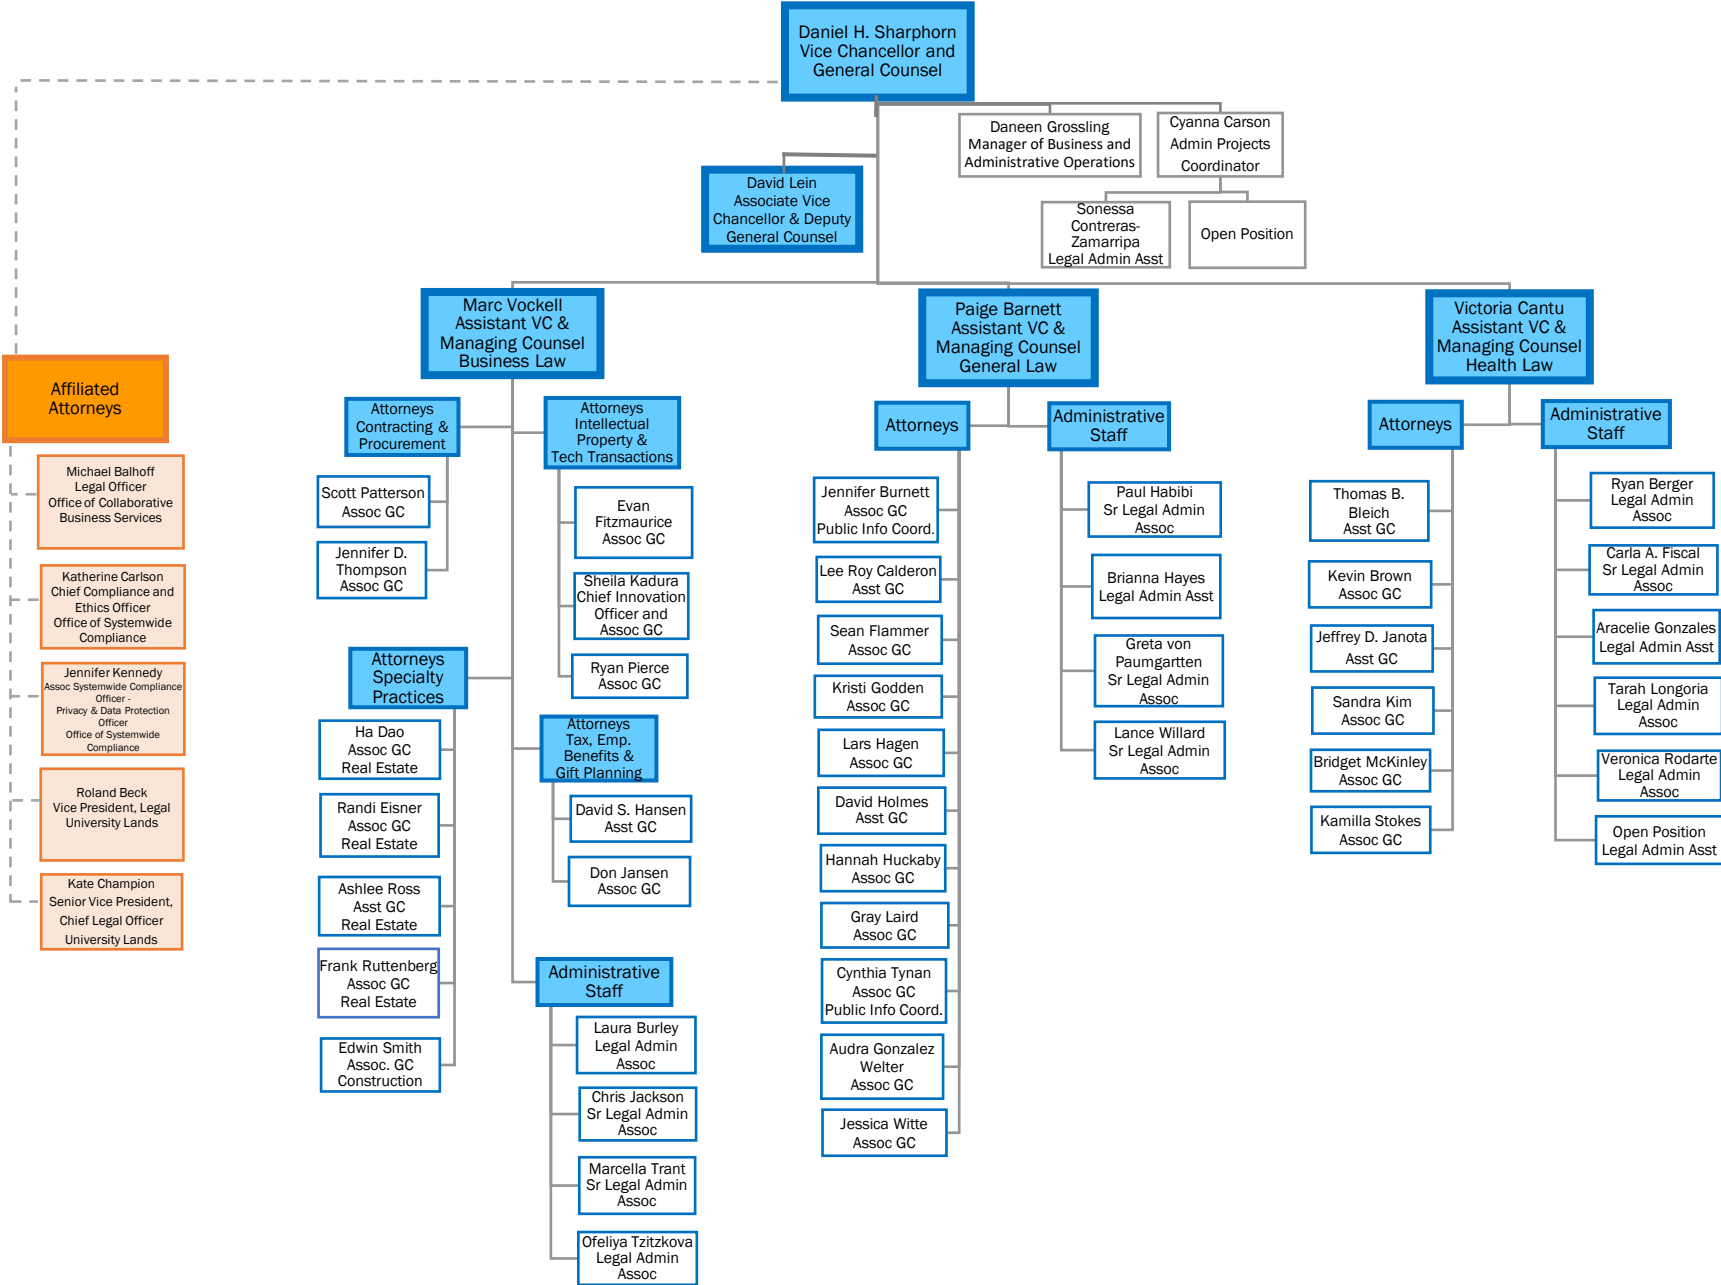 Daniel H. Sharphorn
Vice Chancellor and
General Counsel
Daneen Grossling
Manager of Business and
Administrative Operations
Cyanna Carson
Admin Projects
Coordinator
David Lein
Associate Vice
Chancellor & Deputy
General Counsel
Sonessa
Contreras-
Zamarripa
Legal Admin Asst
Open Position
Marc Vockell
Assistant VC &
Managing Counsel
Business Law
Paige Barnett
Assistant VC &
Managing Counsel
General Law
Victoria Cantu
Assistant VC &
Managing Counsel
Health Law
Affiliated
Attorneys
Michael Balhoff
Legal Officer
Office of Collaborative
Business Services
Katherine Carlson
Chief Compliance and
Ethics Officer
Office of Systemwide
Compliance
Jennifer Kennedy
Assoc Systemwide Compliance
Officer -
Privacy & Data Protection
Officer
Office of Systemwide
Compliance
Roland Beck
Vice President, Legal
University Lands
Kate Champion
Senior Vice President,
Chief Legal Officer
University Lands
Attorneys
Contracting &
Procurement
Scott Patterson
Assoc GC
Jennifer D.
Thompson
Assoc GC
Attorneys
Intellectual
Property &
Tech Transactions
Evan
Fitzmaurice
Assoc GC
Sheila Kadura
Chief Innovation
Officer and
Assoc GC
Ryan Pierce
Assoc GC
Attorneys
Specialty
Practices
Ha Dao
Assoc GC
Real Estate
Randi Eisner
Assoc GC
Real Estate
Ashlee Ross
Asst GC
Real Estate
Frank Ruttenberg
Assoc GC
Real Estate
Edwin Smith
Assoc. GC
Construction
Attorneys
Tax, Emp.
Benefits &
Gift Planning
David S. Hansen
Asst GC
Don Jansen
Assoc GC
Administrative
Staff
Laura Burley
Legal Admin
Assoc
Chris Jackson
Sr Legal Admin
Assoc
Marcella Trant
Sr Legal Admin
Assoc
Ofeliya Tzitzkova
Legal Admin
Assoc
Attorneys
Jennifer Burnett
Assoc GC
Public Info Coord.
Lee Roy Calderon
Asst GC
Sean Flammer
Assoc GC
Kristi Godden
Assoc GC
Lars Hagen
Assoc GC
David Holmes
Asst GC
Hannah Huckaby
Assoc GC
Gray Laird
Assoc GC
Cynthia Tynan
Assoc GC
Public Info Coord.
Audra Gonzalez
Welter
Assoc GC
Jessica Witte
Assoc GC
Administrative
Staff
Paul Habibi
Sr Legal Admin
Assoc
Brianna Hayes
Legal Admin Asst
Greta von
Paumgartten
Sr Legal Admin
Assoc
Lance Willard
Sr Legal Admin
Assoc
Attorneys
Thomas B.
Bleich
Asst GC
Kevin Brown
Assoc GC
Jeffrey D. Janota
Asst GC
Sandra Kim
Assoc GC
Bridget McKinley
Assoc GC
Kamilla Stokes
Assoc GC
Administrative
Staff
Ryan Berger
Legal Admin
Assoc
Carla A. Fiscal
Sr Legal Admin
Assoc
Aracelie Gonzales
Legal Admin Asst
Tarah Longoria
Legal Admin
Assoc
Veronica Rodarte
Legal Admin
Assoc
Open Position
Legal Admin Asst